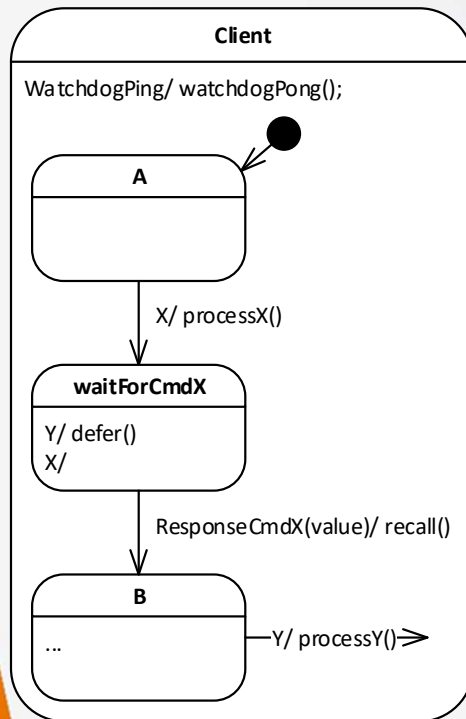 Client
WatchdogPing/ watchdogPong();
A
X/ processX()
waitForCmdX
Y/ defer()
X/
ResponseCmdX(value)/ recall()
B
...
Y/ processY()